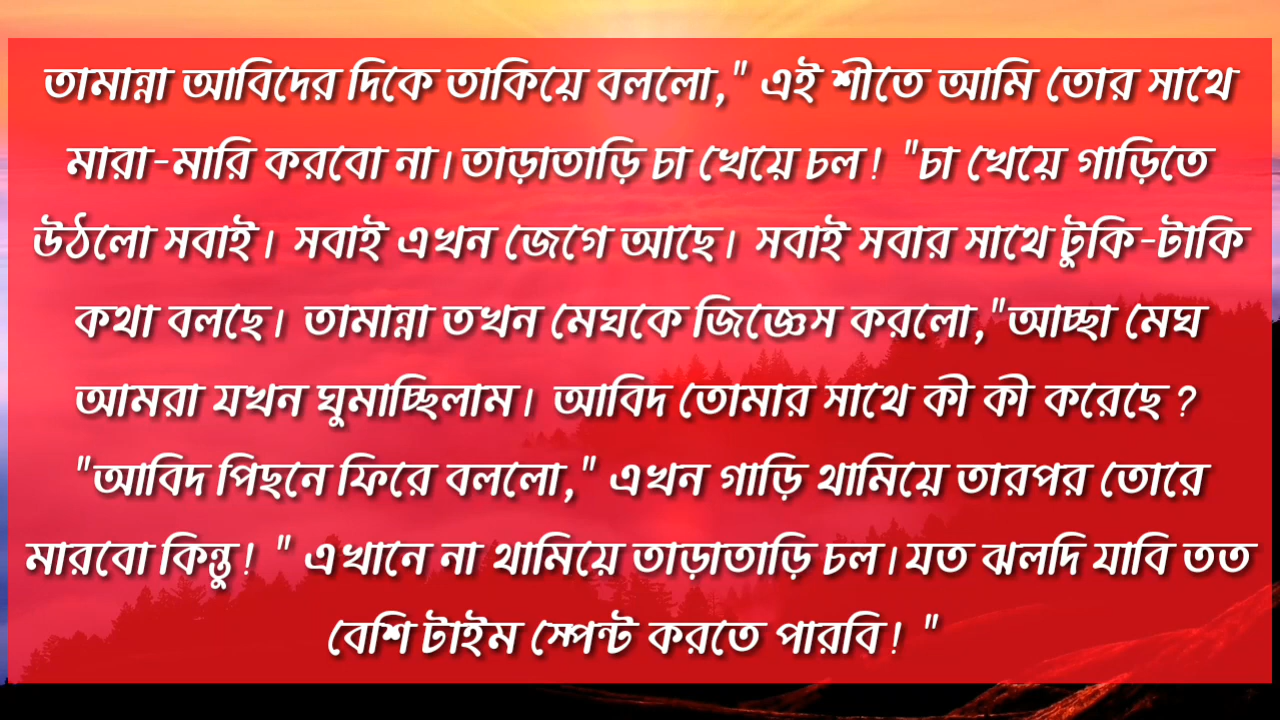 তামান্না আবিদের দিকে তাকিয়ে বললো," এই শীতে আমি তোর সাথে
মারা-মারি করবো না। তাড়াতাড়ি চা খেয়ে চল! "চা খেয়ে গাড়িতে
উঠলো সবাই। সবাই এখন জেগে আছে। সবাই সবার সাথে টুকি-টাকি
কথা বলছে। তামান্না তখন মেঘকে জিজ্ঞেস করলো,"আচ্ছা মেঘ
আমরা যখন ঘুমাচ্ছিলাম। আবিদ তোমার সাথে কী কী করেছে ?
"আবিদ পিছনে ফিরে বললো," এখন গাড়ি থামিয়ে তারপর তোরে
মারবো কিন্তু! " এখানে না থামিয়ে তাড়াতাড়ি চল। যত ঝলদি যাবি তত
বেশি টাইম স্পেন্ট করতে পারবি! "